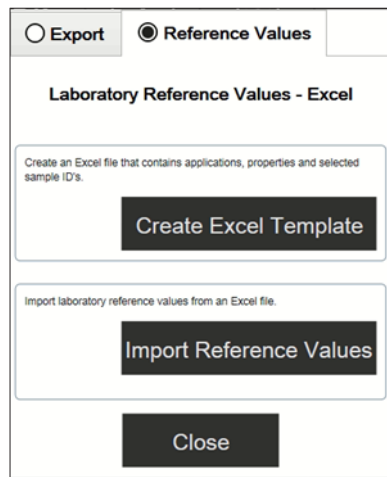 Export
Reference Values
Laboratory Reference Values - Excel
Create an Excel file that contains applications, properties and selected
sample ID's.
Create Excel Template
Import laboratory reference values from an Excel file.
Import Reference Values
Close